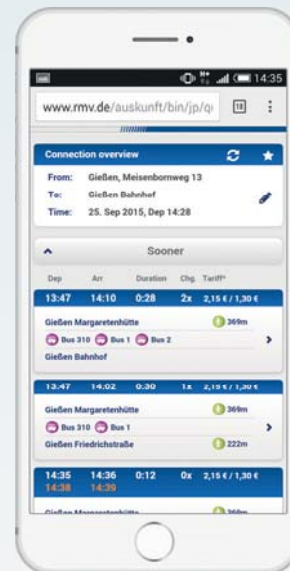 14:35
www.rmv.de/auskunft/bin/jp/q
18
Connection overview
From: Gießen, Meisenbornweg 13
To: Gießen Bahnhof
Time: 25. Sep 2015, Dep 14:28
Sooner
Dep Arr Duration Chg. Tariff*
13:47 14:10 0:28 2x 2,15 € / 1,30 €
Gießen Margaretenhütte 369m
Bus 310 Bus 1 Bus 2
Gießen Bahnhof
13:47 14:02 0:30 1x 2,15 € / 1,30 €
Gießen Margaretenhütte 369m
Bus 310 Bus 1
Gießen Friedrichstraße 222m
14:35 14:36 0:12 0x 2,15 € / 1,30 €
14:38 14:39
Gießen Margaretenhütte 369m